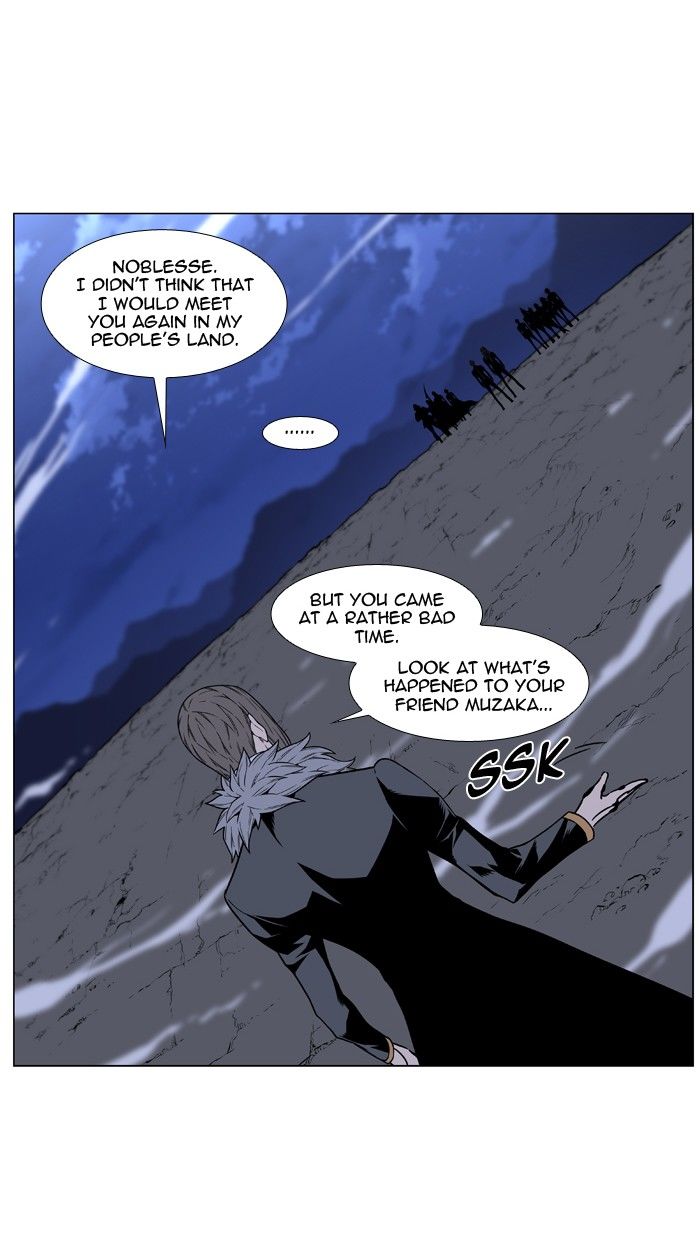 NOBLESSE.
I DIDN'T THINK THAT
I WOULD MEET
YOU AGAIN IN MY
PEOPLE'S LAND.
......
BUT YOU CAME
AT A RATHER BAD
TIME.
LOOK AT WHAT'S
HAPPENED TO YOUR
FRIEND MUZAKA...
SSK